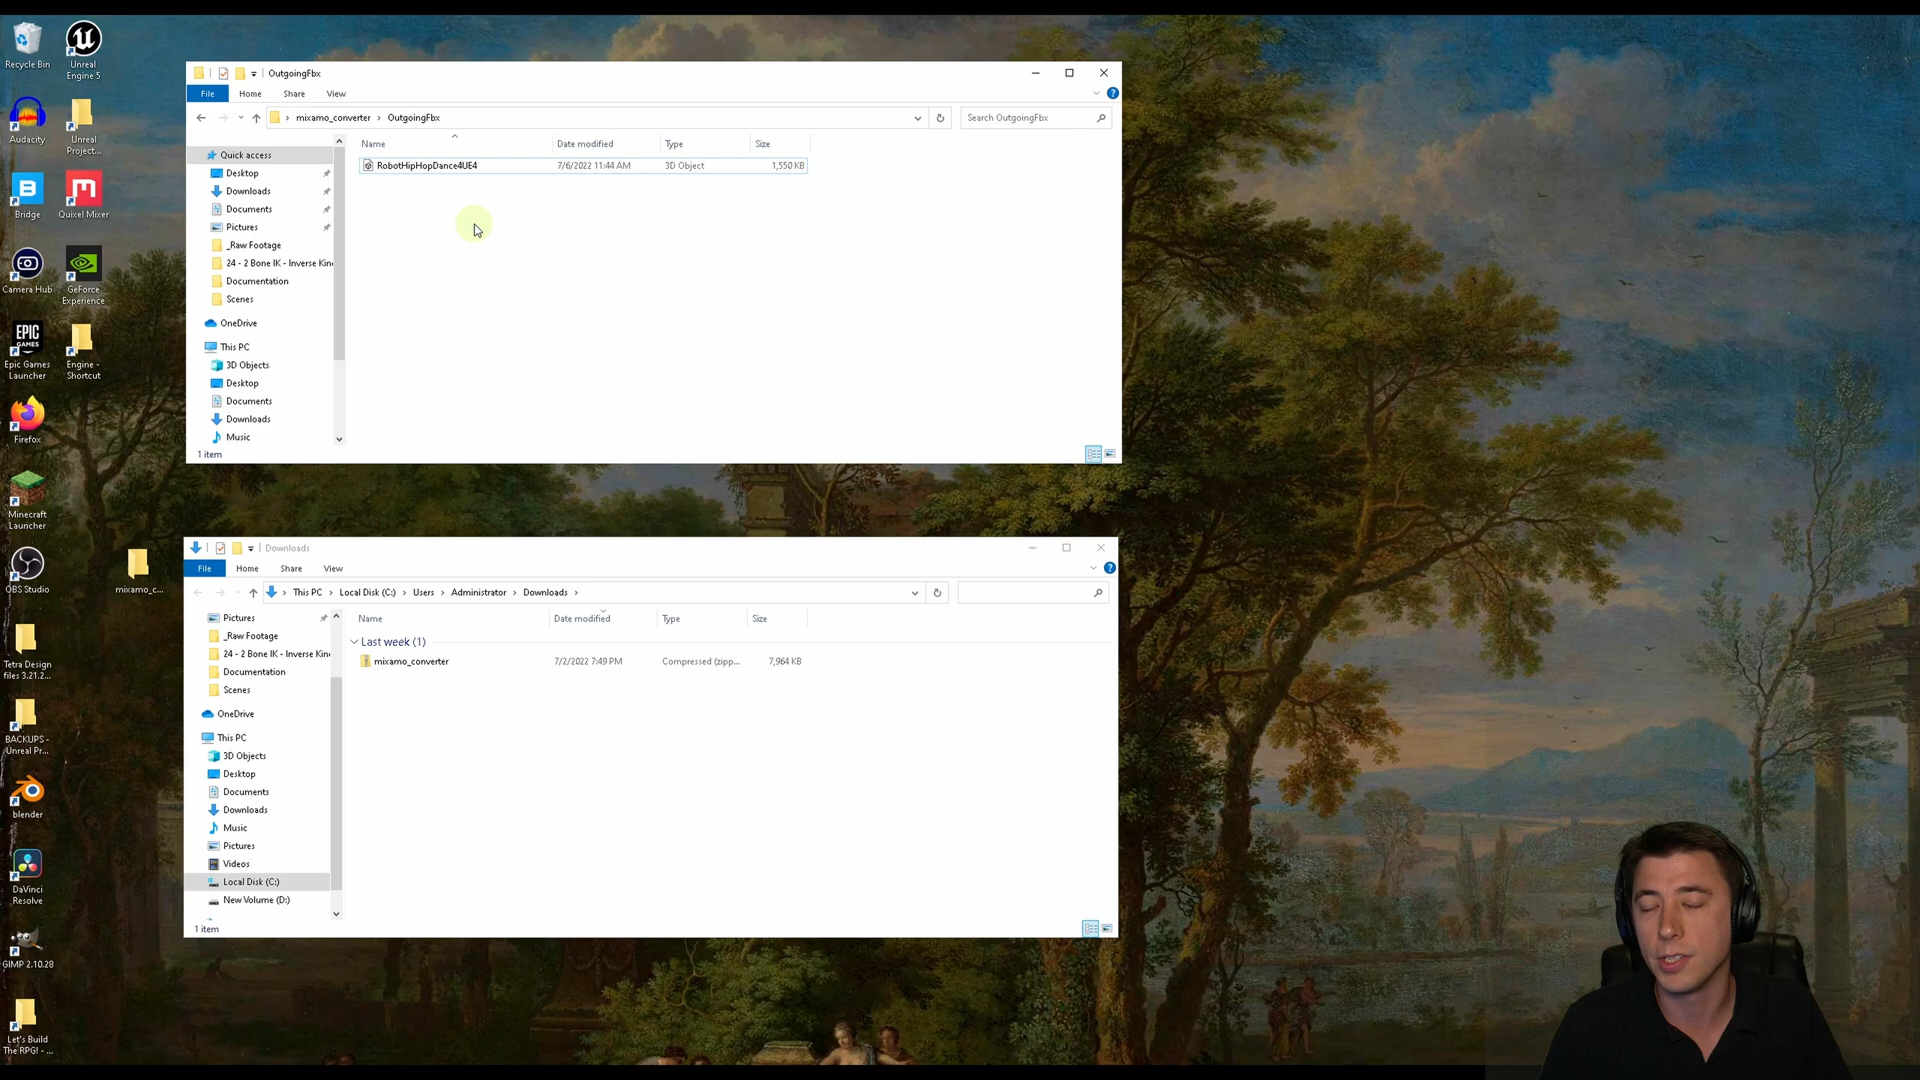 Recycle Bin
Unreal
Engine 5
Audacity
Unreal
Project...
Bridge
Quixel Mixer
Camera Hub
GeForce
Experience
EPIC
GAMES
Epic Games
Launcher
Engine -
Shortcut
Firefox
Minecraft
Launcher
OBS Studio
mixamo_c...
Tetra Design
files 3.21.2...
BACKUPS -
Unreal Pr...
blender
DaVinci
Resolve
GIMP 2.10.28
Let's Build
The RPG! - ...
OutgoingFbx
File Home Share View
mixamo_converter > OutgoingFbx
Search OutgoingFbx
Name Date modified Type Size
RobotHipHopDance4UE4 7/6/2022 11:44 AM 3D Object 1,550 KB
Quick access
Desktop
Downloads
Documents
Pictures
_Raw Footage
24 - 2 Bone IK - Inverse Kin
Documentation
Scenes
OneDrive
This PC
3D Objects
Desktop
Documents
Downloads
Music
1 item
Downloads
File Home Share View
This PC > Local Disk (C:) > Users > Administrator > Downloads >
Name Date modified Type Size
Last week (1)
mixamo_converter 7/2/2022 7:49 PM Compressed (zipp... 7,964 KB
Pictures
_Raw Footage
24 - 2 Bone IK - Inverse Kin
Documentation
Scenes
OneDrive
This PC
3D Objects
Desktop
Documents
Downloads
Music
Pictures
Videos
Local Disk (C:)
New Volume (D:)
1 item